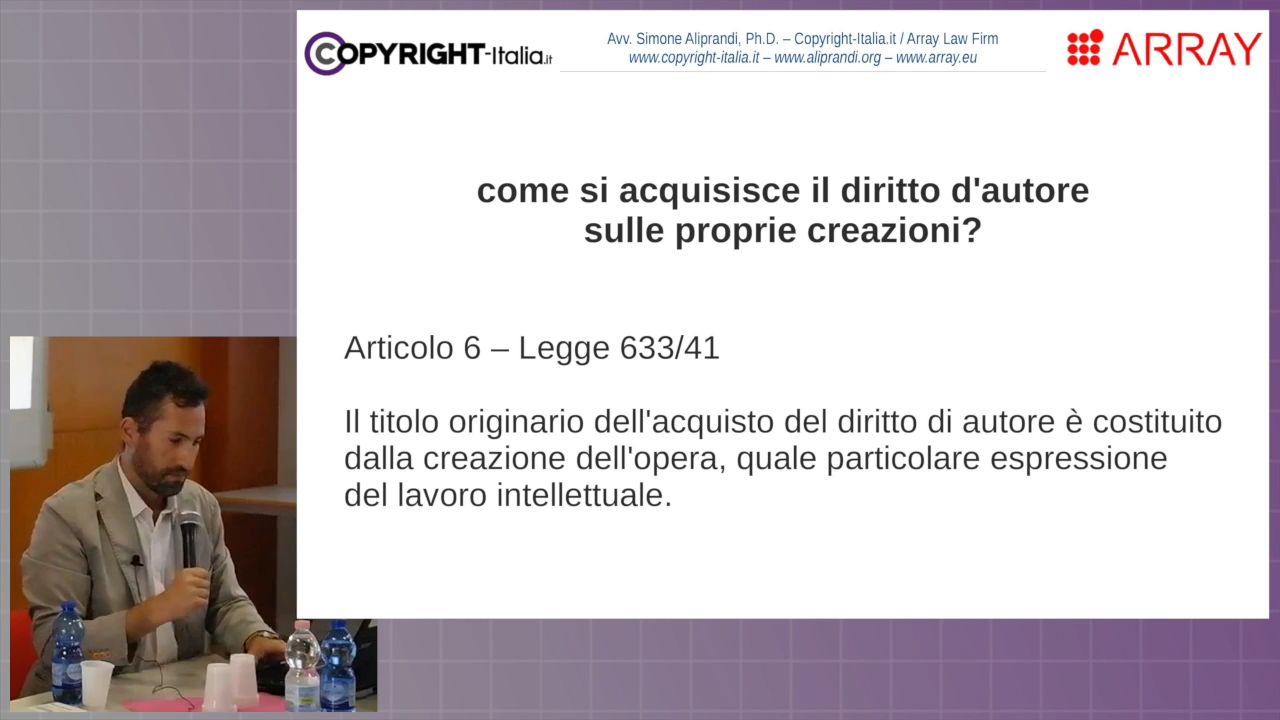 COPYRIGHT-Italia.it
Avv. Simone Aliprandi, Ph.D. – Copyright-Italia.it / Array Law Firm
www.copyright-italia.it – www.aliprandi.org – www.array.eu
ARRAY
come si acquisisce il diritto d'autore
sulle proprie creazioni?
Articolo 6 – Legge 633/41
Il titolo originario dell'acquisto del diritto di autore è costituito
dalla creazione dell'opera, quale particolare espressione
del lavoro intellettuale.